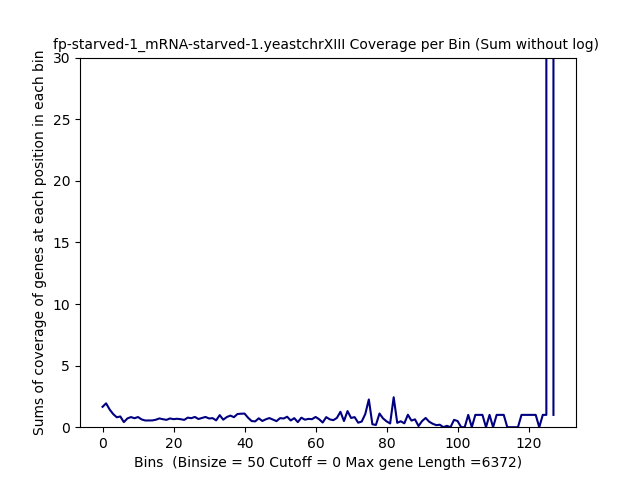 fp-starved-1_mRNA-starved-1.yeastchrXIII Coverage per Bin (Sum without log)
Sums of coverage of genes at each position in each bin
30
25
20
15
10
5
0
0 20 40 60 80 100 120
Bins  (Binsize = 50 Cutoff = 0 Max gene Length =6372)